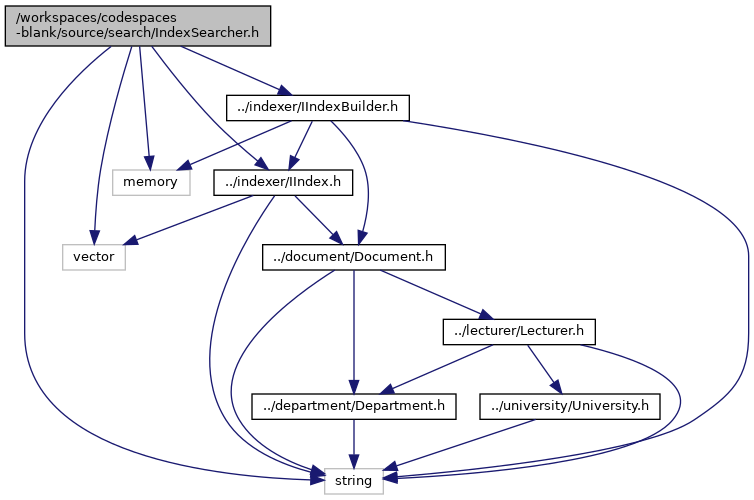 /workspaces/codespaces
-blank/source/search/IndexSearcher.h
../indexer/IIndexBuilder.h
memory
../indexer/IIndex.h
vector
../document/Document.h
../lecturer/Lecturer.h
../department/Department.h
../university/University.h
string